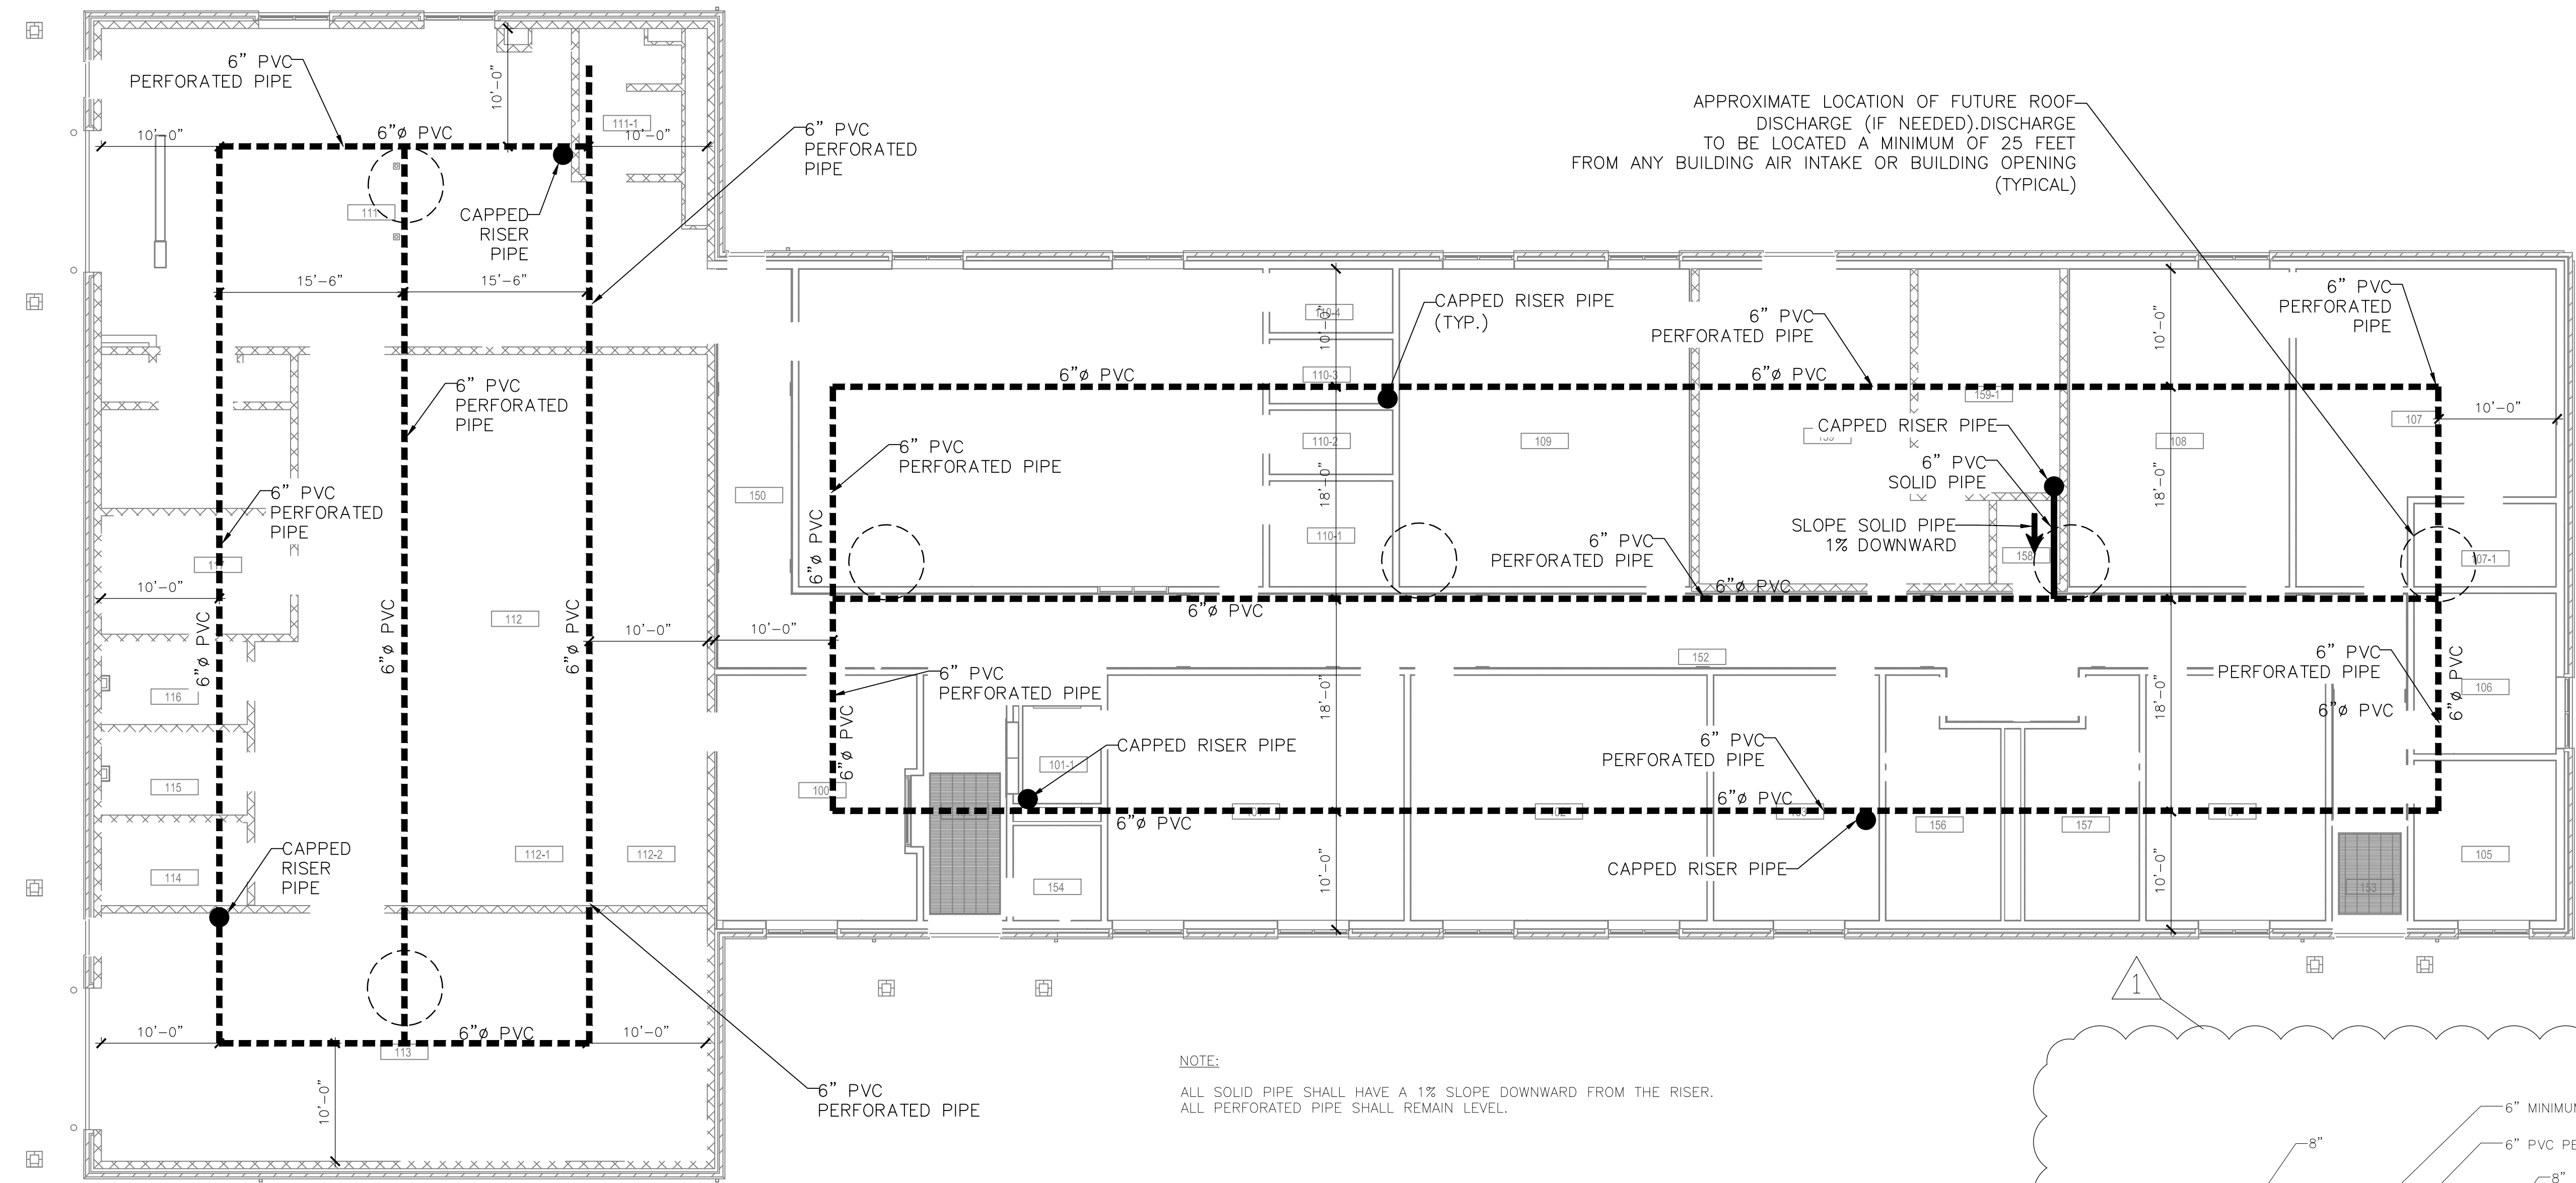 6" PVC
PERFORATED PIPE
10'-0"
10'-0"
6"ø PVC
111-1
10'-0"
6" PVC
PERFORATED
PIPE
CAPPED
RISER
PIPE
111
15'-6"
15'-6"
6" PVC
PERFORATED
PIPE
6" PVC
PERFORATED
PIPE
10'-0"
6"ø PVC
6"ø PVC
6"ø PVC
112
10'-0"
10'-0"
116
115
114
112-1
112-2
CAPPED
RISER
PIPE
10'-0"
6"ø PVC
10'-0"
113
10'-0"
6" PVC
PERFORATED PIPE
APPROXIMATE LOCATION OF FUTURE ROOF
DISCHARGE (IF NEEDED).DISCHARGE
TO BE LOCATED A MINIMUM OF 25 FEET
FROM ANY BUILDING AIR INTAKE OR BUILDING OPENING
(TYPICAL)
110-4
10'-0"
CAPPED RISER PIPE
(TYP.)
6" PVC
PERFORATED PIPE
10'-0"
6" PVC
PERFORATED
PIPE
6"ø PVC
110-3
6"ø PVC
159-1
107
10'-0"
6" PVC
PERFORATED PIPE
110-2
109
CAPPED RISER PIPE
108
150
18'-0"
6" PVC
SOLID PIPE
18'-0"
6"ø PVC
110-1
6" PVC
PERFORATED PIPE
SLOPE SOLID PIPE
1% DOWNWARD
158
107-1
6"ø PVC
6"ø PVC
152
6" PVC
PERFORATED PIPE
6" PVC
PERFORATED PIPE
106
6"ø PVC
6"ø PVC
18'-0"
18'-0"
6"ø PVC
CAPPED RISER PIPE
101-1
6" PVC
PERFORATED PIPE
100
6"ø PVC
6"ø PVC
156
157
105
154
10'-0"
CAPPED RISER PIPE
10'-0"
153
1
NOTE:
ALL SOLID PIPE SHALL HAVE A 1% SLOPE DOWNWARD FROM THE RISER.
ALL PERFORATED PIPE SHALL REMAIN LEVEL.
6" MINIMU
8"
6" PVC PE
8"